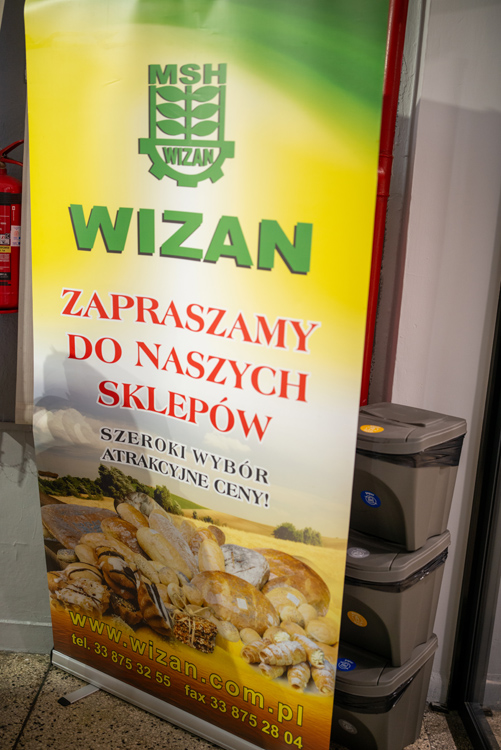 MSH
WIZAN
WIZAN
ZAPRASZAMY
DO NASZYCH
SKLEPÓW
SZEROKI WYBÓR
ATRAKCYJNE CENY!
www.wizan.com.pl
tel. 33 875 32 55 fax 33 875 28 04